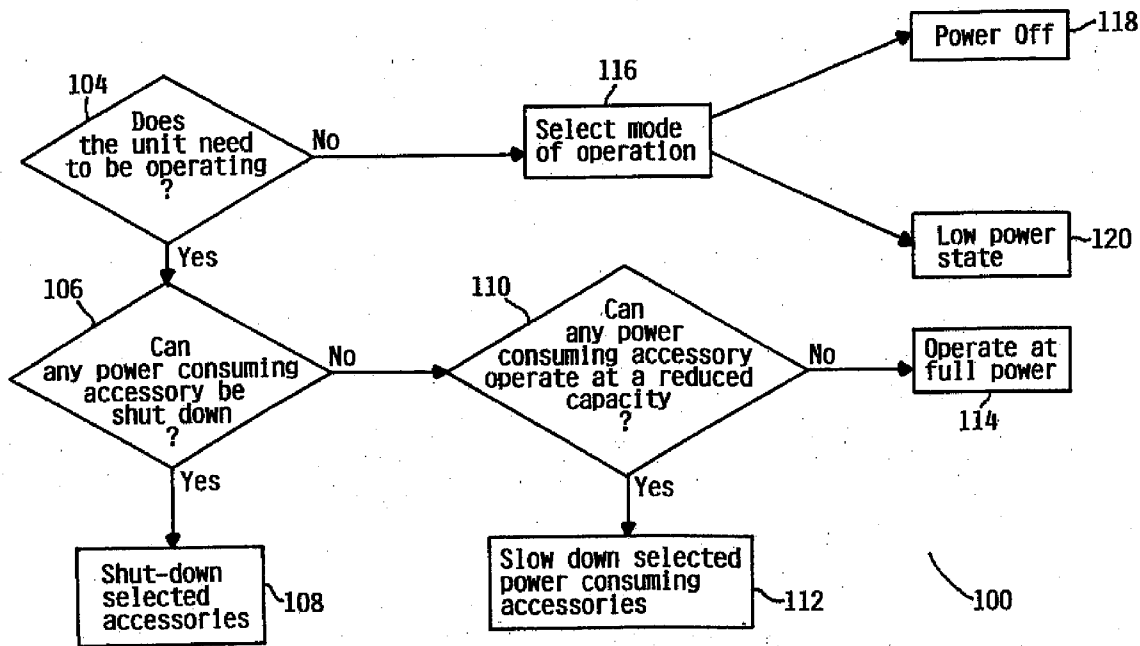 104
Does
the unit need
to be operating
?
No
Yes
116
Select mode
of operation
Power Off
118
Low power
state
120
106
Can
any power consuming
accessory be
shut down
?
No
Yes
110
Can
any power
consuming accessory
operate at a reduced
capacity
?
No
Yes
Operate at
full power
114
Shut-down
selected
accessories
108
Slow down selected
power consuming
accessories
112
100